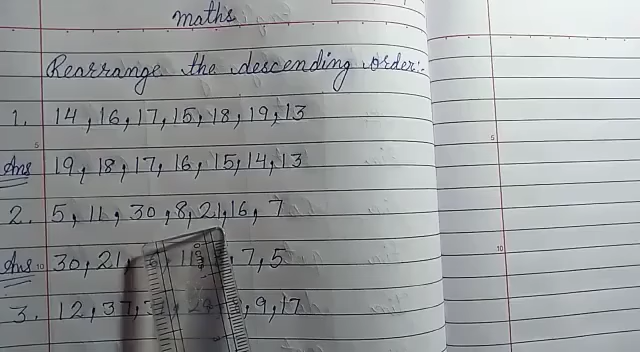 maths
Rearrange the descending order:-
1. 14, 16, 17, 15, 18, 19, 13
Ans 19, 18, 17, 16, 15, 14, 13
2. 5, 11, 30, 8, 21, 16, 7
Ans 30, 21, 11, 7, 5
3. 12, 37, 9, 17